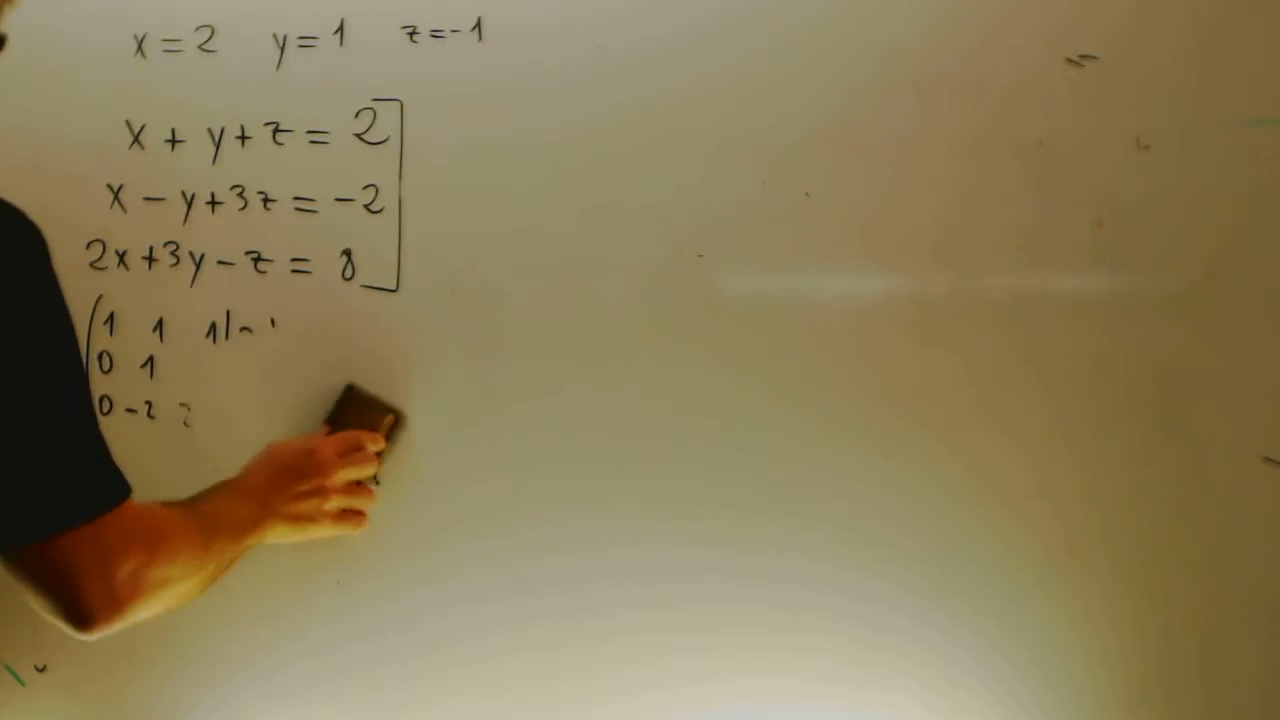 x = 2 y = 1 z = -1
x + y + z = 2
x - y + 3z = -2
2x + 3y - z = 8
1 1 1 |
0 1
0 -2